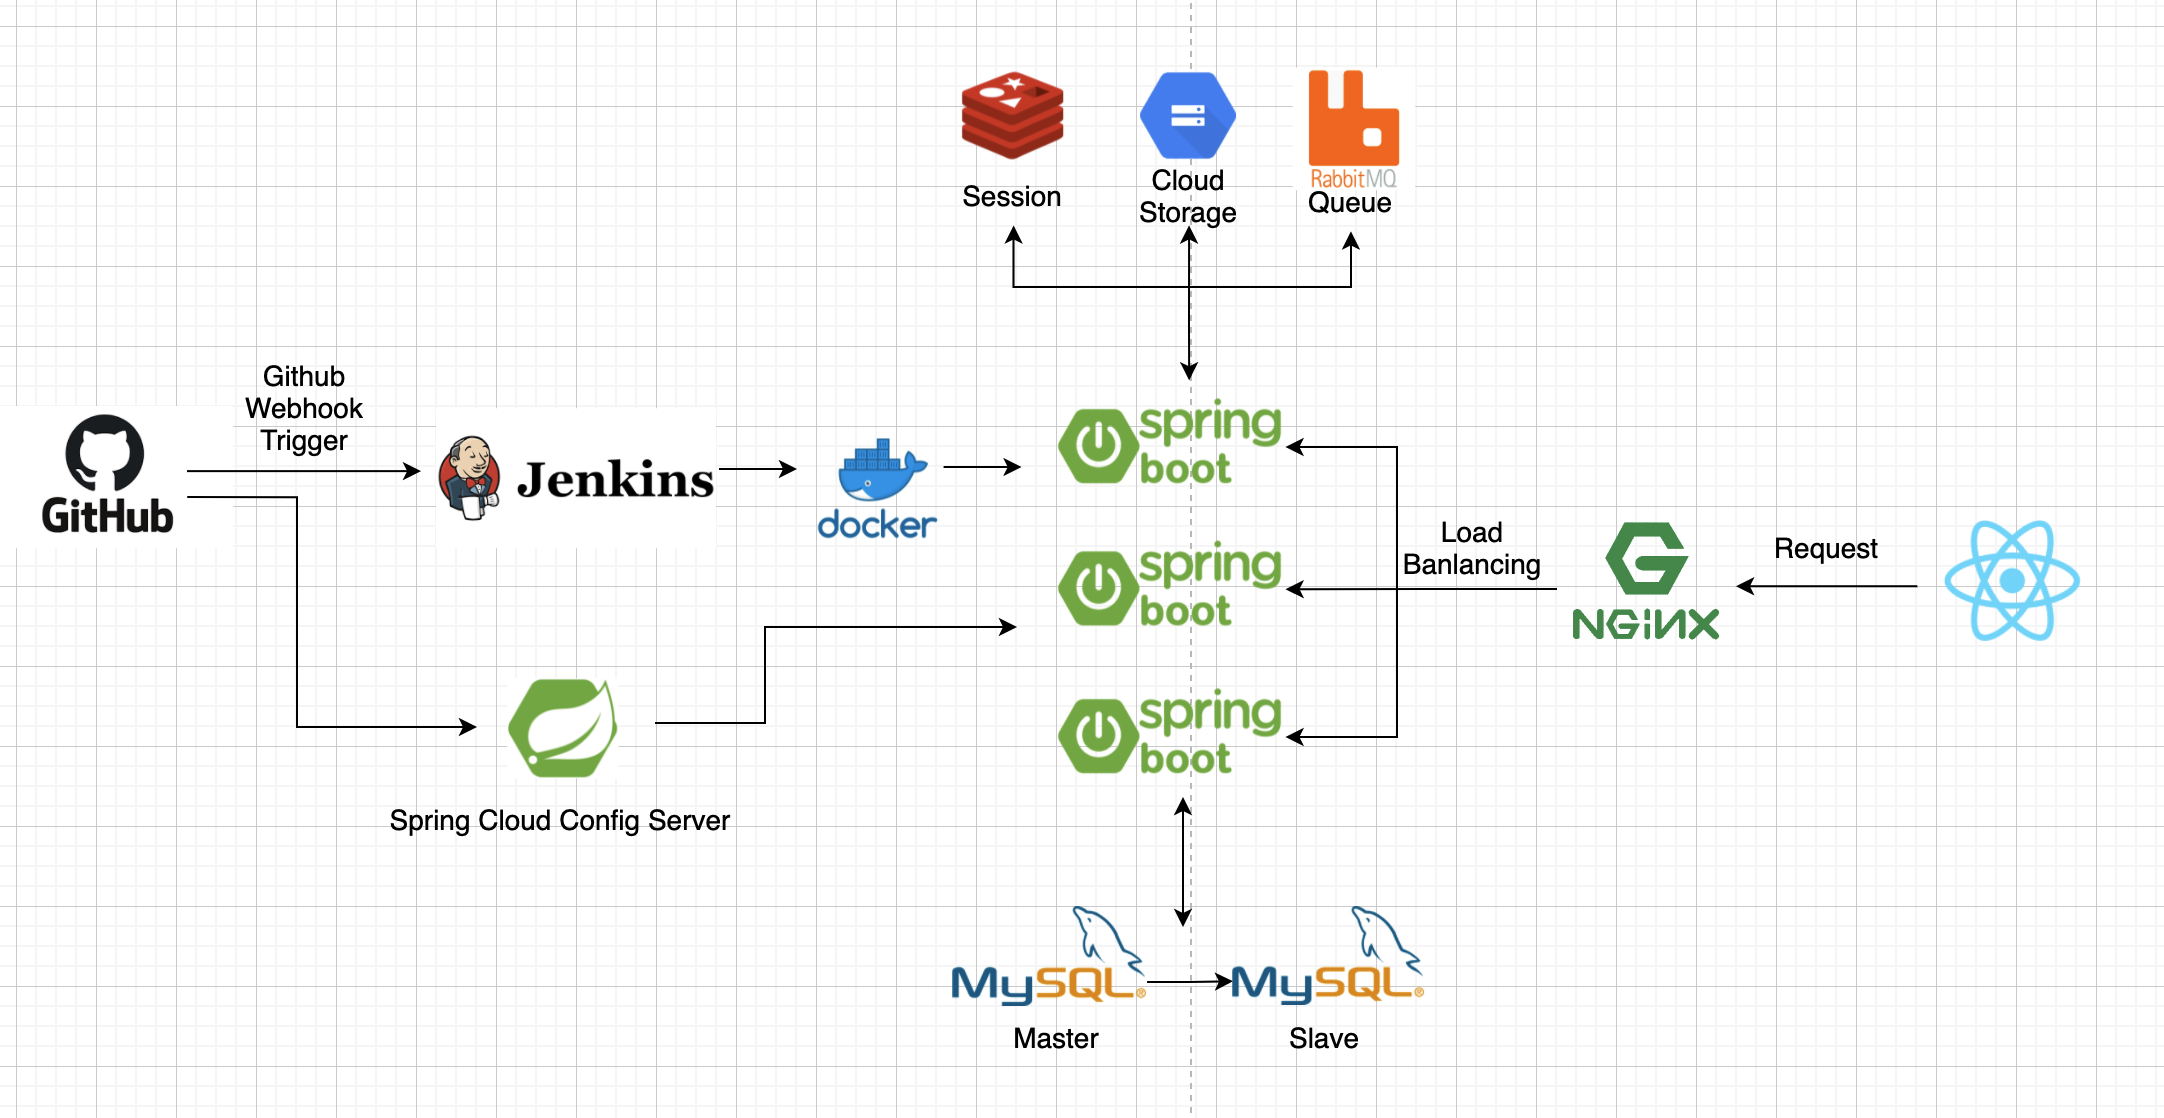 Session
Cloud
Storage
RabbitMQ
Queue
Github
Webhook
Trigger
GitHub
Jenkins
docker
spring
boot
spring
boot
spring
boot
Load
Banlancing
NGiNX
Request
Spring Cloud Config Server
MySQL®
Master
MySQL®
Slave